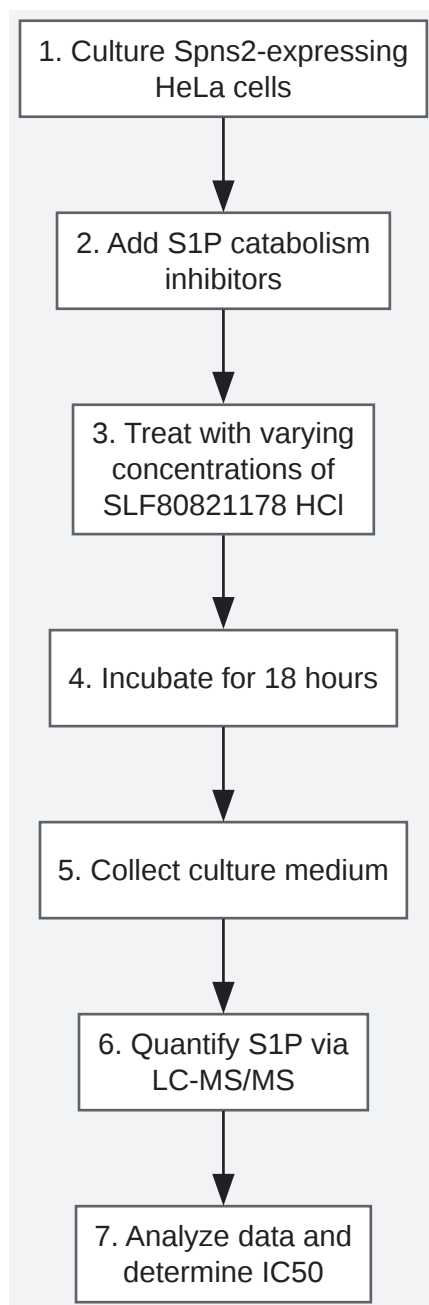 1. Culture Spns2-expressing
HeLa cells
2. Add S1P catabolism
inhibitors
3. Treat with varying
concentrations of
SLF80821178 HCl
4. Incubate for 18 hours
5. Collect culture medium
6. Quantify S1P via
LC-MS/MS
7. Analyze data and
determine IC50